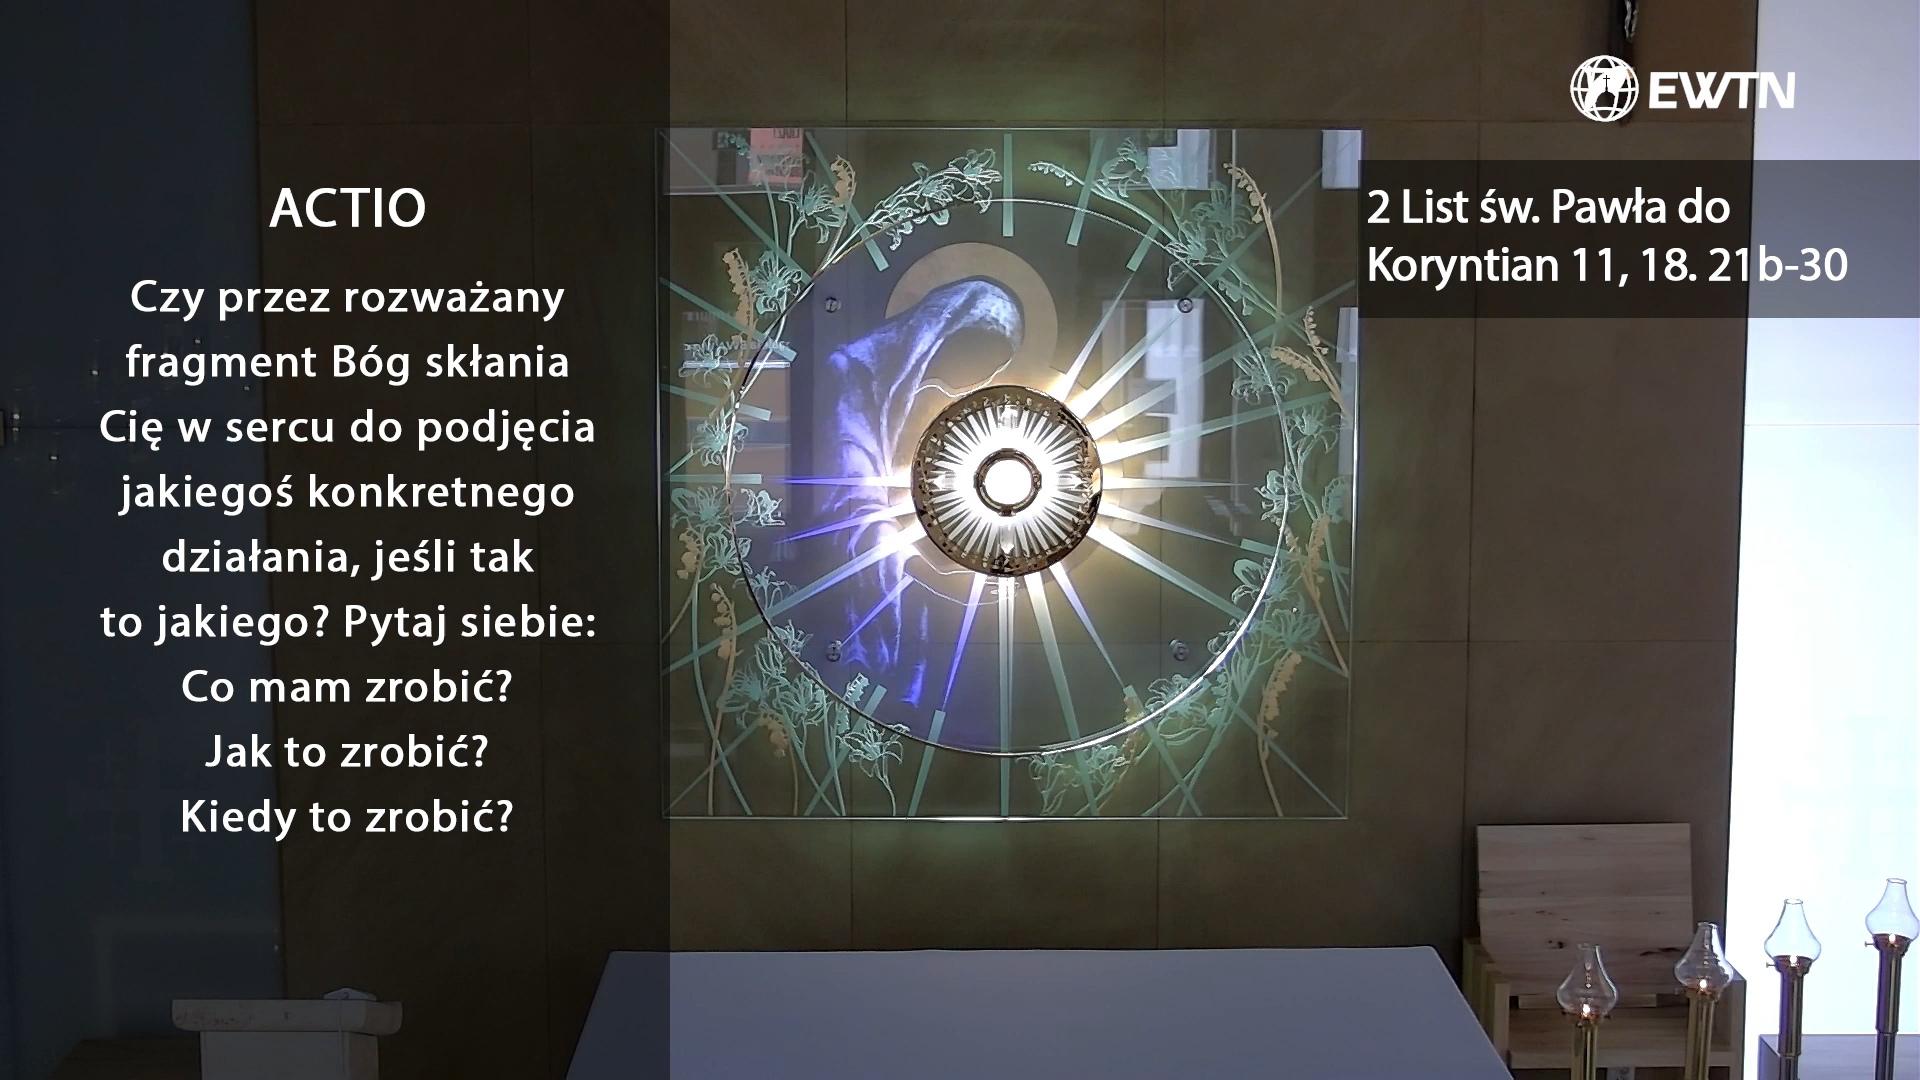 EWTN
ACTIO
Czy przez rozważany
fragment Bóg skłania
Cię w sercu do podjęcia
jakiegoś konkretnego
działania, jeśli tak
to jakiego? Pytaj siebie:
Co mam zrobić?
Jak to zrobić?
Kiedy to zrobić?
2 List św. Pawła do
Koryntian 11, 18. 21b-30